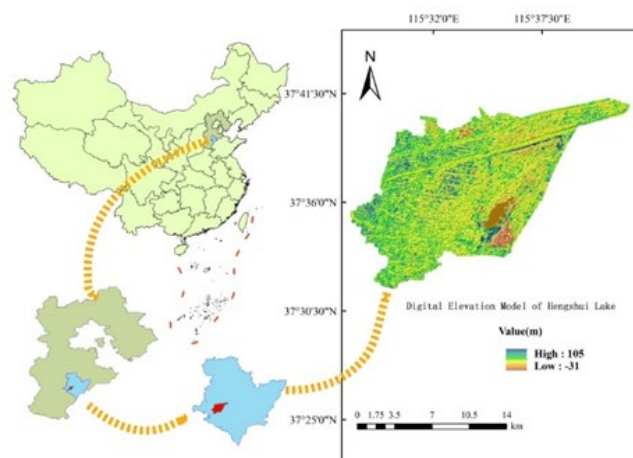 115°32'0"E 115°37'30"E
N
37°41'30"N
37°36'0"N
37°30'30"N
37°25'0"N
Digital Elevation Model of Hengshui Lake
Value(m)
High : 105
Low : -31
0 1.75 3.5 7 10.5 14
km